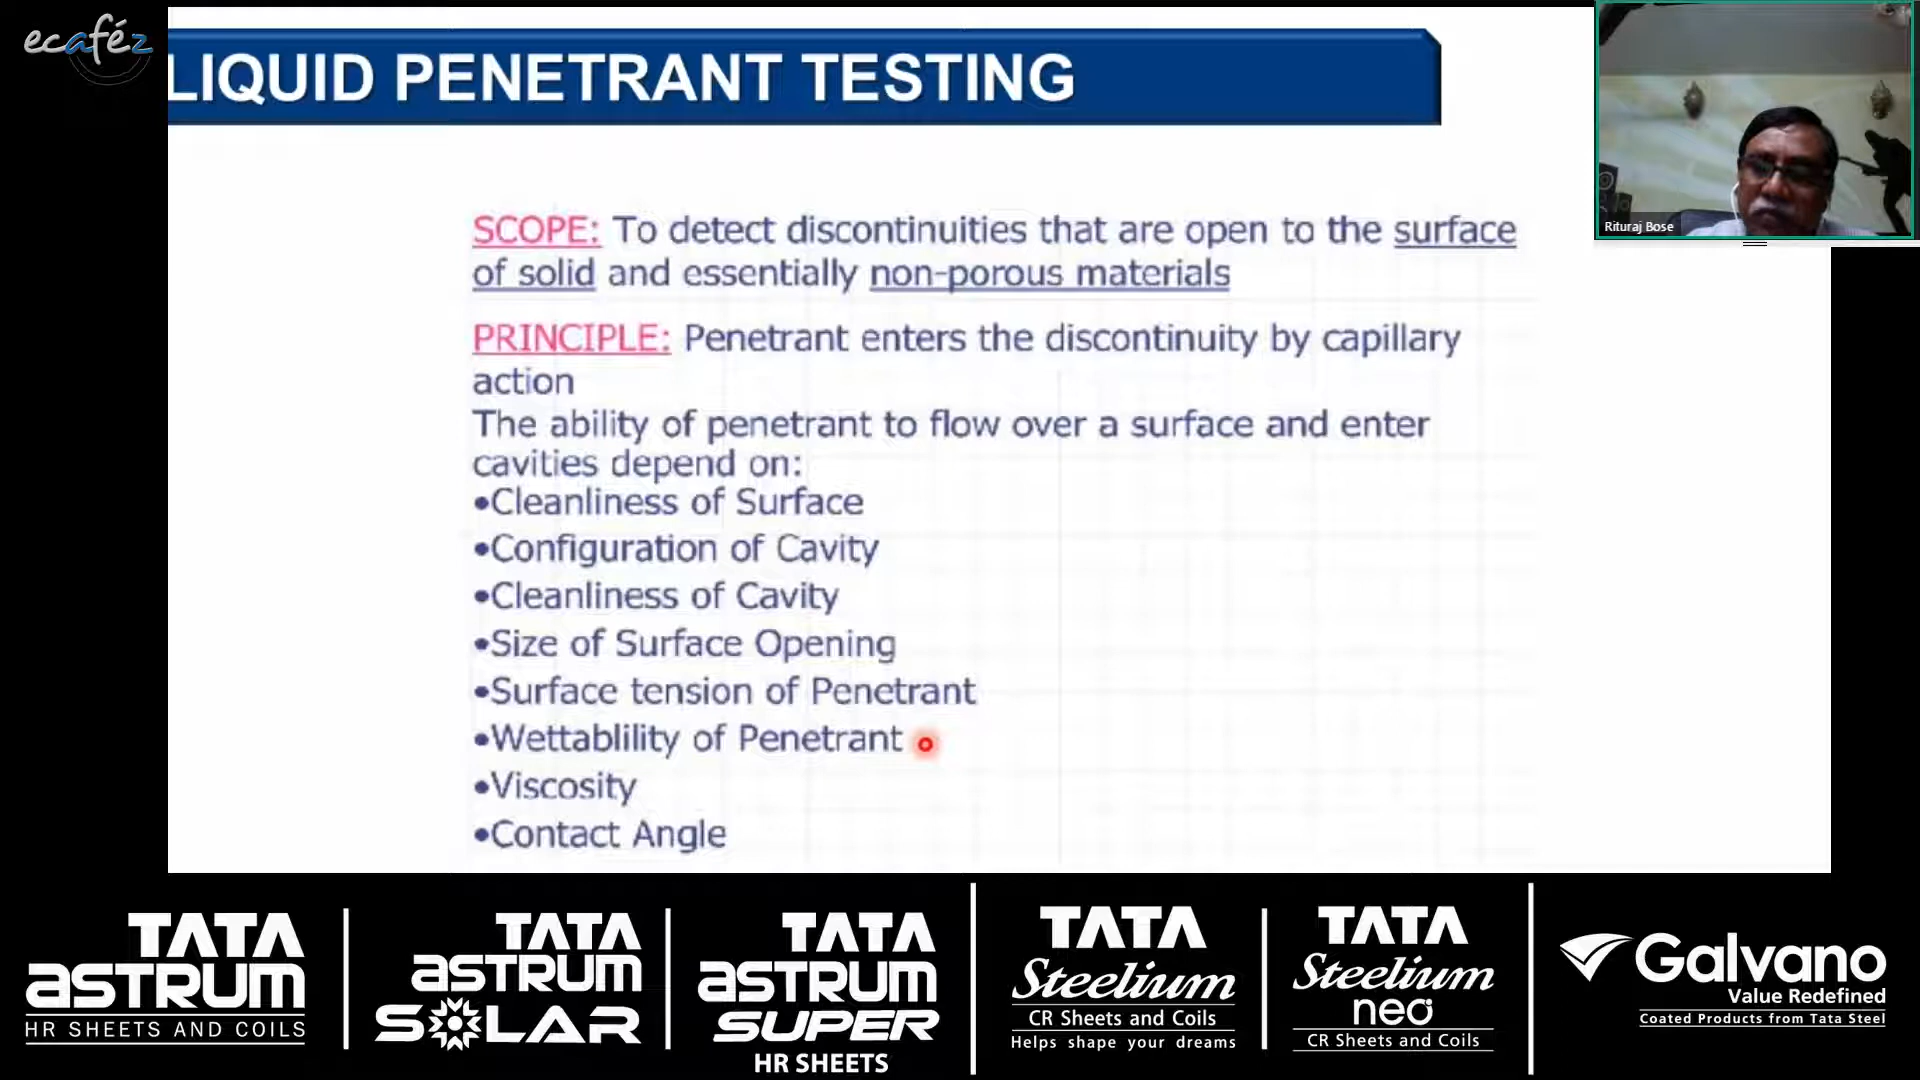 ecaféz
LIQUID PENETRANT TESTING
Rituraj Bose
SCOPE: To detect discontinuities that are open to the surface
of solid and essentially non-porous materials
PRINCIPLE: Penetrant enters the discontinuity by capillary
action
The ability of penetrant to flow over a surface and enter
cavities depend on:
•Cleanliness of Surface
•Configuration of Cavity
•Cleanliness of Cavity
•Size of Surface Opening
•Surface tension of Penetrant
•Wettablility of Penetrant
•Viscosity
•Contact Angle
TATA
ASTRUM
HR SHEETS AND COILS
TATA
ASTRUM
SOLAR
TATA
ASTRUM
SUPER
HR SHEETS
TATA
Steelium
CR Sheets and Coils
Helps shape your dreams
TATA
Steelium
neo
CR Sheets and Coils
Galvano
Value Redefined
Coated Products from Tata Steel